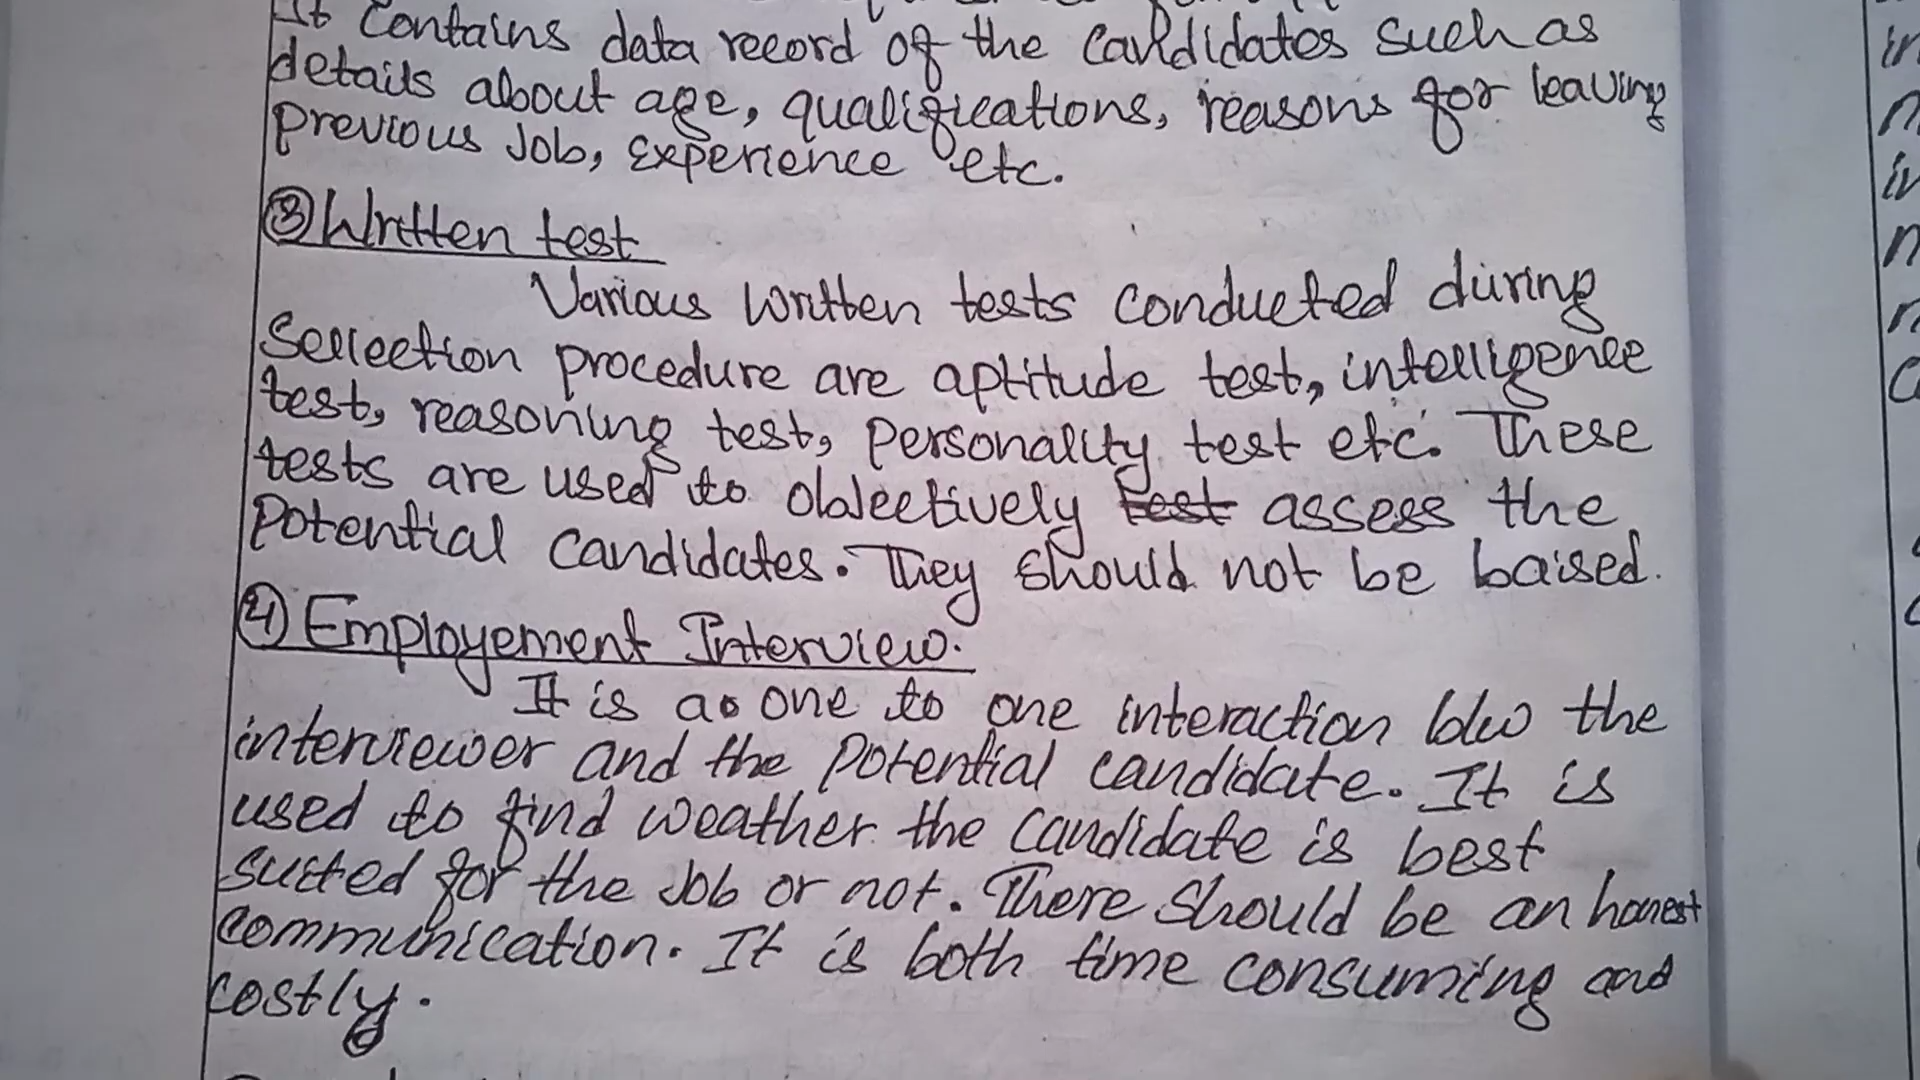 It contains data record of the candidates such as
details about age, qualifications, reasons for leaving
previous job, experience etc.
③ Written test
Various written tests conducted during
Sellection procedure are aptitude test, intelligence
test, reasoning test, personality test etc. These
tests are used to objectively test assess the
potential candidates. They should not be baised.
④ Employement Interview.
It is a one to one interaction b/w the
interviewer and the potential candidate. It is
used to find weather the candidate is best
suited for the job or not. There should be an honest
communication. It is both time consuming and
costly.